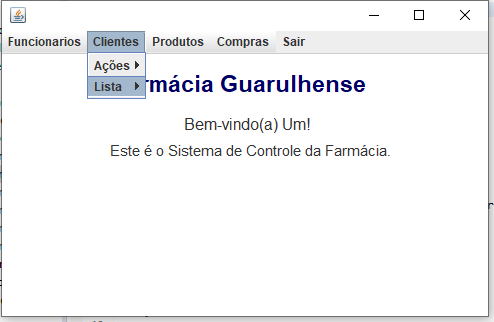 Funcionarios Clientes Produtos Compras Sair
Ações
Lista
rmácia Guarulhense
Bem-vindo(a) Um!
Este é o Sistema de Controle da Farmácia.